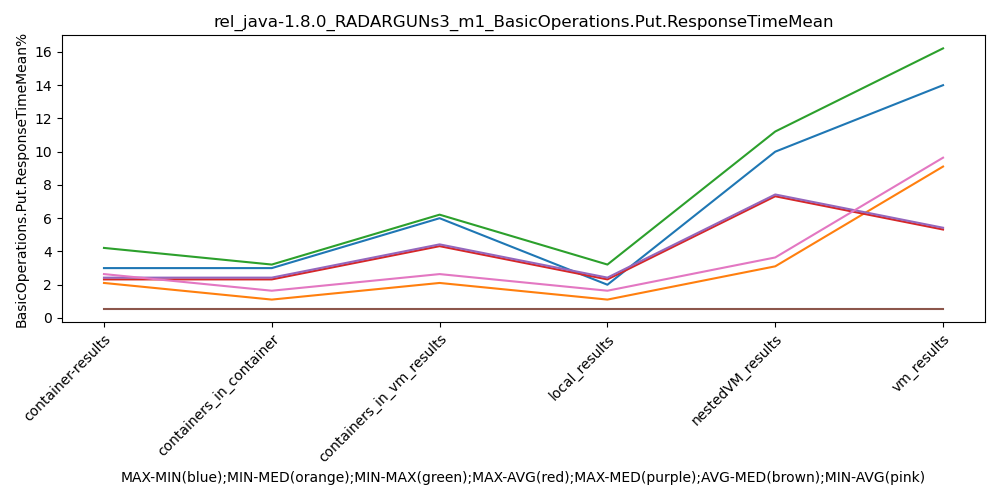 rel_java-1.8.0_RADARGUNs3_m1_BasicOperations.Put.ResponseTimeMean
BasicOperations.Put.ResponseTimeMean%
16
14
12
10
8
6
4
2
0
container-results
containers_in_container
containers_in_vm_results
local_results
nestedVM_results
vm_results
MAX-MIN(blue);MIN-MED(orange);MIN-MAX(green);MAX-AVG(red);MAX-MED(purple);AVG-MED(brown);MIN-AVG(pink)